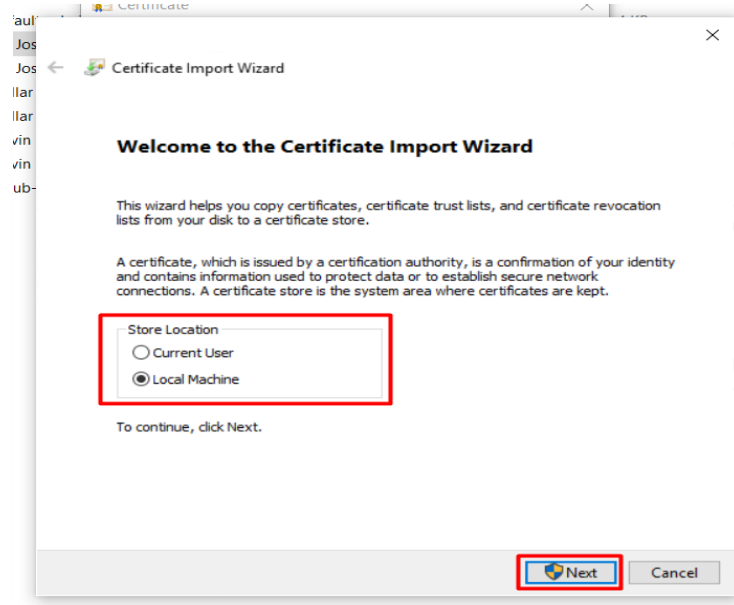 Certificate
Jos
Jos
Certificate Import Wizard
Welcome to the Certificate Import Wizard
This wizard helps you copy certificates, certificate trust lists, and certificate revocation
lists from your disk to a certificate store.
A certificate, which is issued by a certification authority, is a confirmation of your identity
and contains information used to protect data or to establish secure network
connections. A certificate store is the system area where certificates are kept.
Store Location
Current User
Local Machine
To continue, click Next.
Next
Cancel